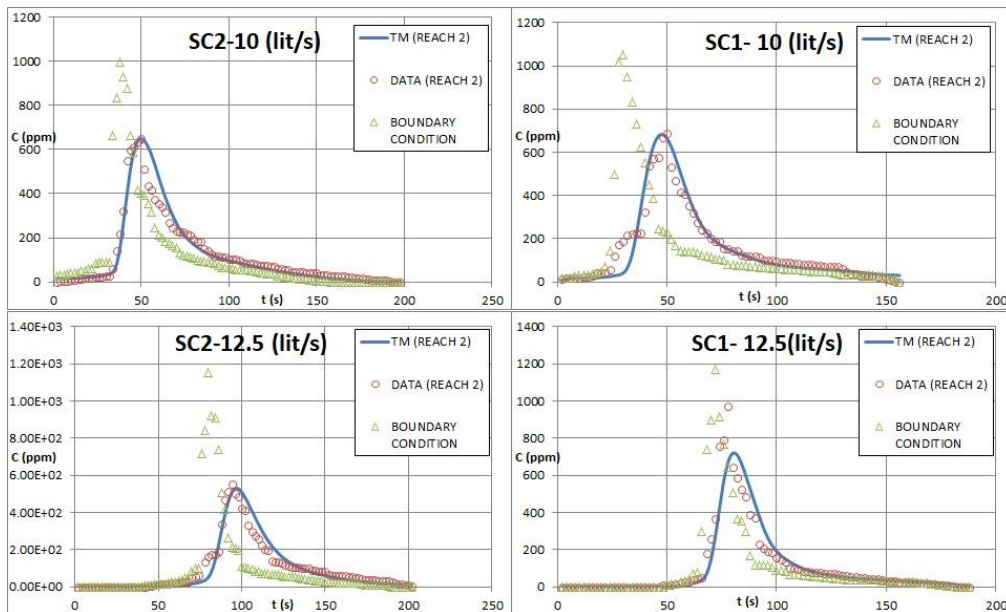 SC2-10 (lit/s)
TM (REACH 2)
DATA (REACH 2)
BOUNDARY
CONDITION
1200
1000
800
C (ppm)
600
400
200
0
0
50
100
150
200
250
t (s)
SC1- 10 (lit/s)
TM (REACH 2)
DATA (REACH 2)
BOUNDARY
CONDITION
1200
1000
800
C (ppm)
600
400
200
0
0
50
100
150
200
t (s)
SC2-12.5 (lit/s)
TM (REACH 2)
DATA (REACH 2)
BOUNDARY
CONDITION
1.40E+03
1.20E+03
1.00E+03
8.00E+02
C (ppm)
6.00E+02
4.00E+02
2.00E+02
0.00E+00
0
50
100
150
200
250
t (s)
SC1- 12.5(lit/s)
TM (REACH 2)
DATA (REACH 2)
BOUNDARY
CONDITION
1400
1200
1000
800
C (ppm)
600
400
200
0
0
50
100
150
200
t (s)